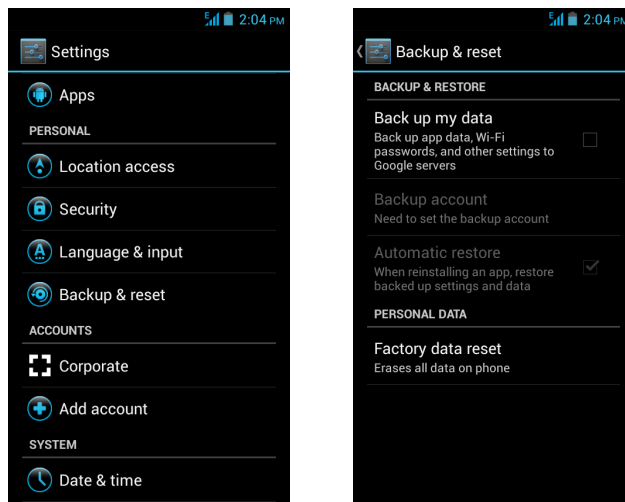 E 2:04 PM
Settings
Apps
PERSONAL
Location access
Security
Language & input
Backup & reset
ACCOUNTS
Corporate
Add account
SYSTEM
Date & time
E 2:04 PM
Backup & reset
BACKUP & RESTORE
Back up my data
Back up app data, Wi-Fi
passwords, and other settings to
Google servers
Backup account
Need to set the backup account
Automatic restore
When reinstalling an app, restore
backed up settings and data
PERSONAL DATA
Factory data reset
Erases all data on phone